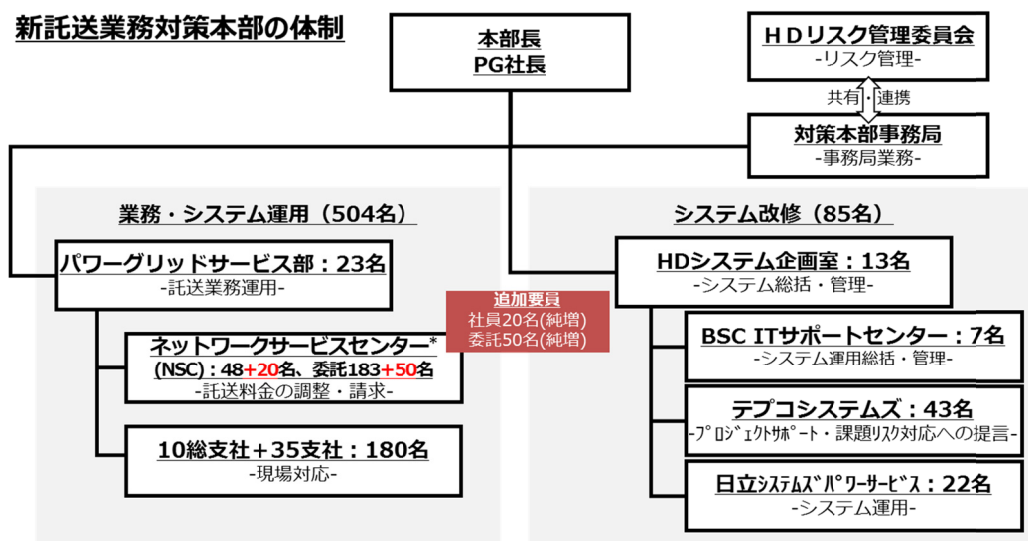 新託送業務対策本部の体制
本部長
PG社長
ＨＤリスク管理委員会
-リスク管理-
共有・連携
対策本部事務局
-事務局業務-
業務・システム運用（504名）
パワーグリッドサービス部：23名
-託送業務運用-
ネットワークサービスセンター*
(NSC)：48+20名、委託183+50名
-託送料金の調整・請求-
10総支社＋35支社：180名
-現場対応-
追加要員
社員20名(純増)
委託50名(純増)
システム改修（85名）
HDシステム企画室：13名
-システム総括・管理-
BSC ITサポートセンター：7名
-システム運用総括・管理-
テプコシステムズ：43名
-ﾌﾟﾛｼﾞｪｸﾄｻﾎﾟｰﾄ・課題ﾘｽｸ対応への提言-
日立ｼｽﾃﾑｽﾞﾊﾟﾜｰサービス：22名
-システム運用-